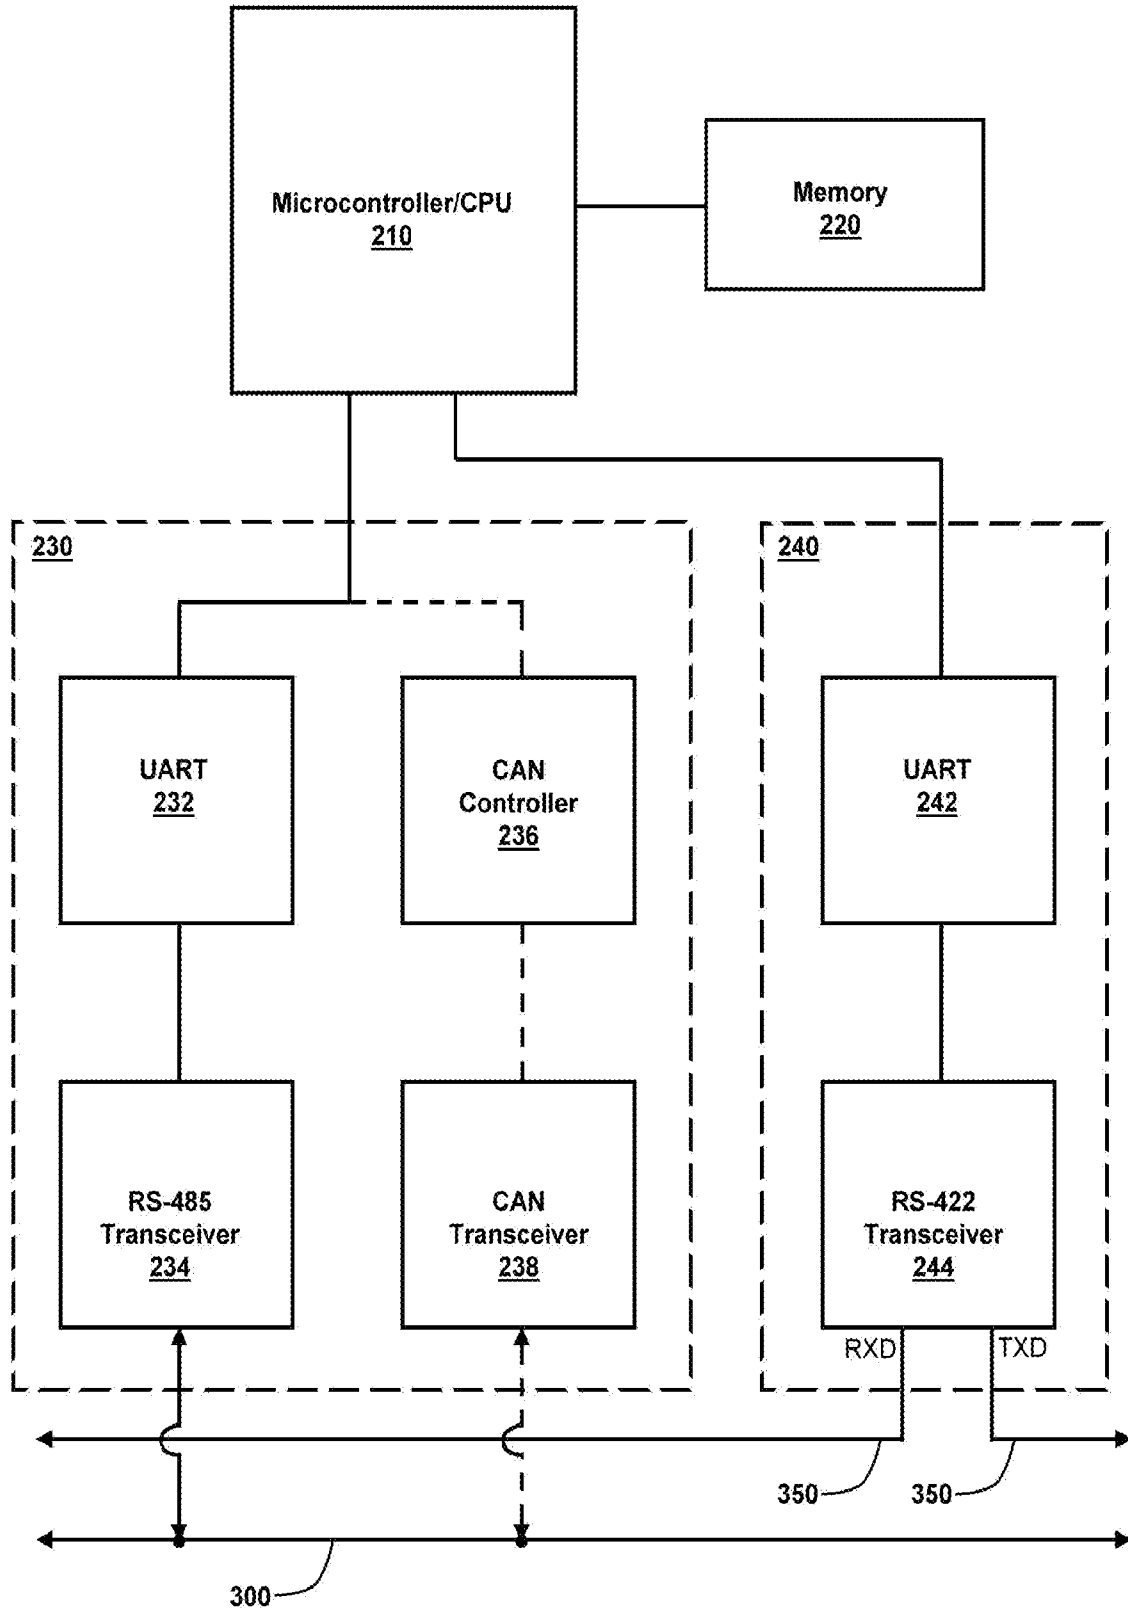 Microcontroller/CPU
210
Memory
220
230
240
UART
232
CAN
Controller
236
UART
242
RS-485
Transceiver
234
CAN
Transceiver
238
RS-422
Transceiver
244
RXD
TXD
350
350
300